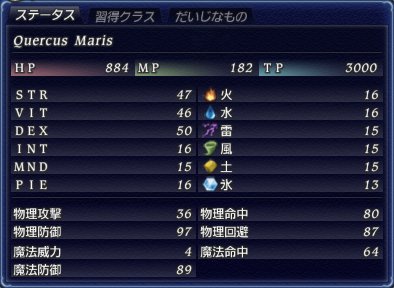 ステータス 習得クラス だいじなもの
Quercus Maris
HP 884 MP 182 TP 3000
STR 47 火 16
VIT 46 水 16
DEX 50 雷 15
INT 16 風 15
MND 15 土 15
PIE 16 氷 13
物理攻撃 36 物理命中 80
物理防御 97 物理回避 87
魔法威力 4 魔法命中 64
魔法防御 89